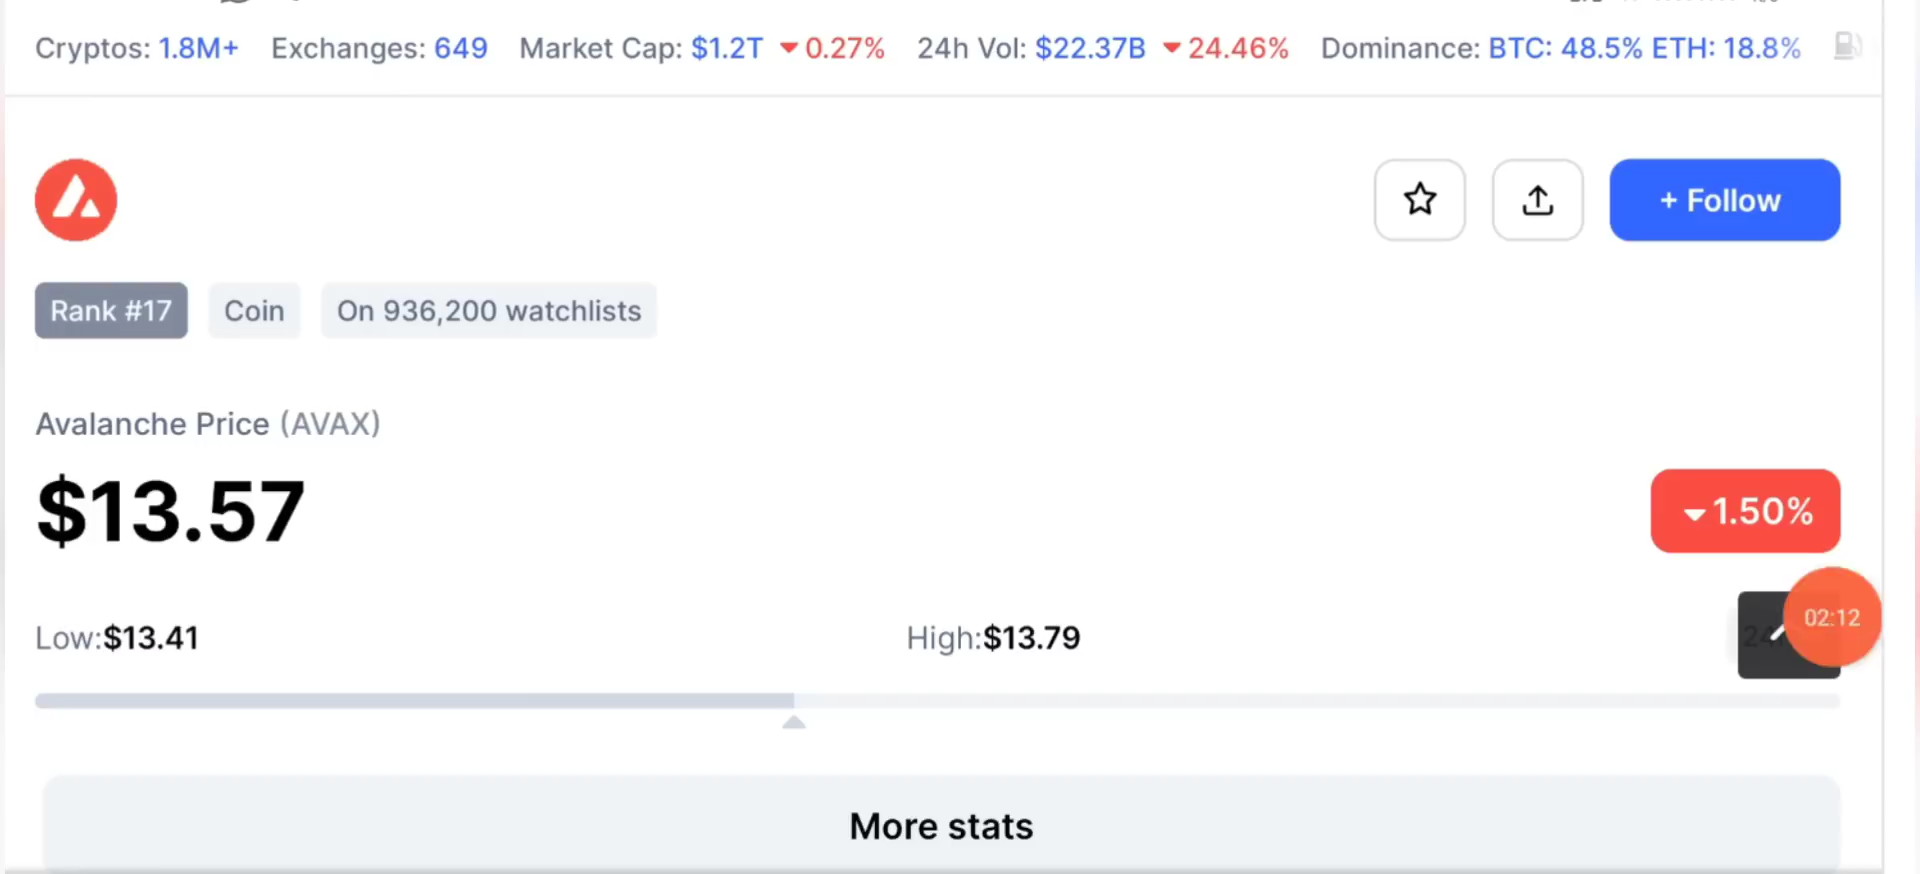 Cryptos: 1.8M+ Exchanges: 649 Market Cap: $1.2T 0.27% 24h Vol: $22.37B 24.46% Dominance: BTC: 48.5% ETH: 18.8%
+ Follow
Rank #17 Coin On 936,200 watchlists
Avalanche Price (AVAX)
$13.57
1.50%
Low:$13.41 High:$13.79
02:12
More stats